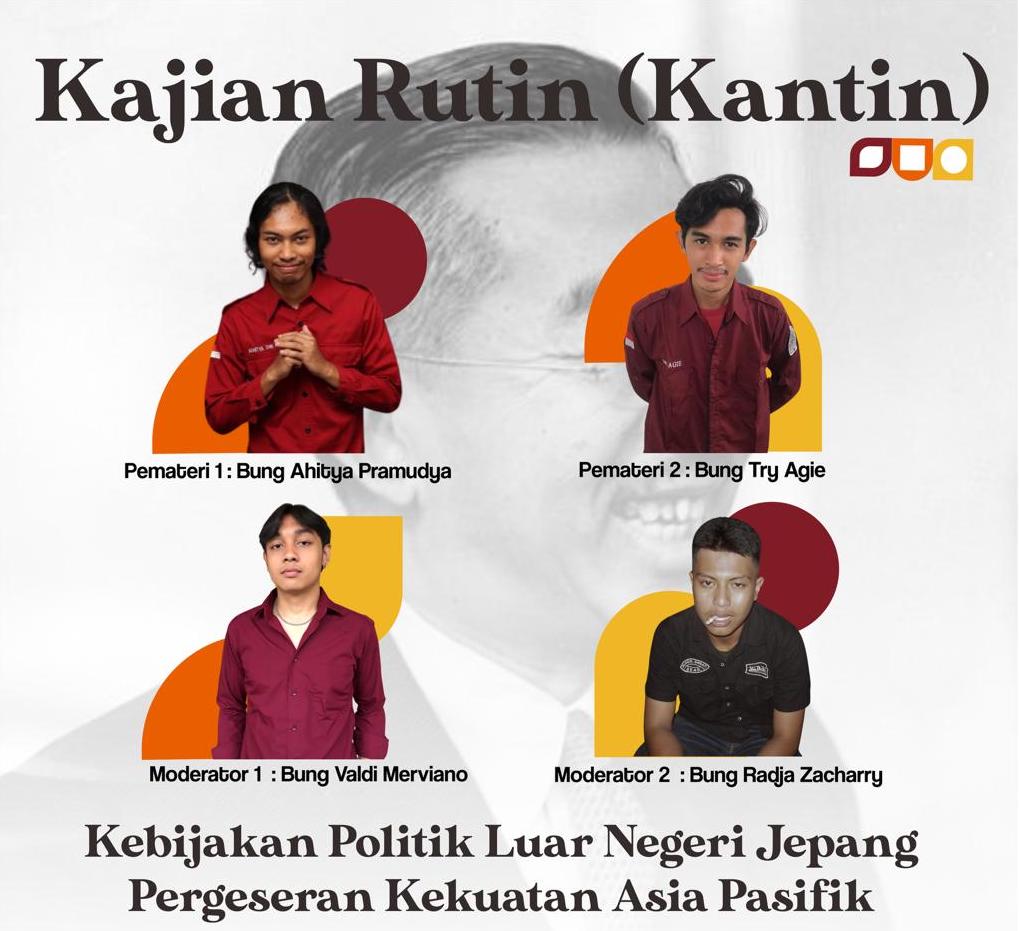 Kajian Rutin (Kantin)
AGIE
Pemateri 1 : Bung Ahitya Pramudya
Pemateri 2 : Bung Try Agie
Moderator 1 : Bung Valdi Merviano
Moderator 2 : Bung Radja Zacharry
Kebijakan Politik Luar Negeri Jepang
Pergeseran Kekuatan Asia Pasifik